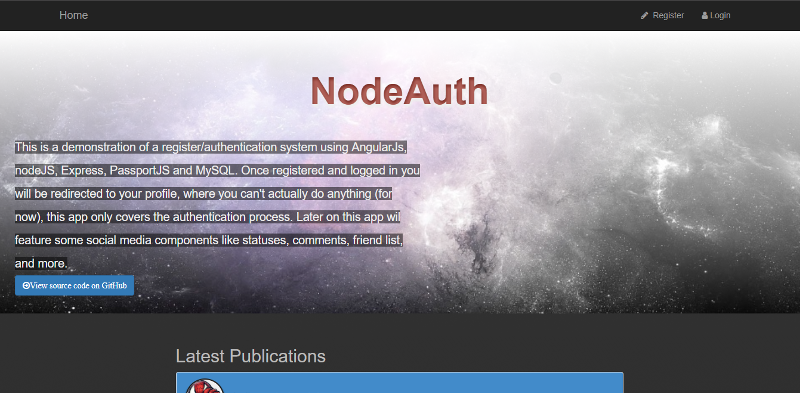 Home
Register
Login
NodeAuth
This is a demonstration of a register/authentication system using AngularJs,
nodeJS, Express, PassportJS and MySQL. Once registered and logged in you
will be redirected to your profile, where you can't actually do anything (for
now), this app only covers the authentication process. Later on this app wil
feature some social media components like statuses, comments, friend list,
and more.
View source code on GitHub
Latest Publications